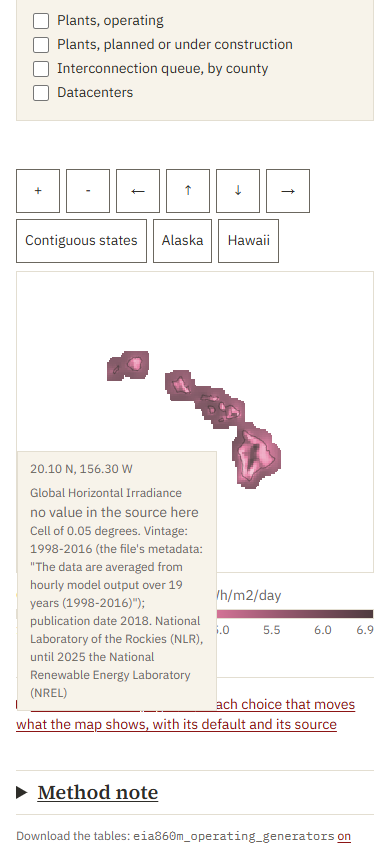 Plants, operating
Plants, planned or under construction
Interconnection queue, by county
Datacenters
+ - ← ↑ ↓ →
Contiguous states Alaska Hawaii
20.10 N, 156.30 W
Global Horizontal Irradiance
no value in the source here
Cell of 0.05 degrees. Vintage:
1998-2016 (the file's metadata:
"The data are averaged from
hourly model output over 19
years (1998-2016)");
publication date 2018. National
Laboratory of the Rockies (NLR),
until 2025 the National
Renewable Energy Laboratory
(NREL)
/h/m2/day
5.5 6.0 6.9
each choice that moves
what the map shows, with its default and its source
Method note
Download the tables: eia860m_operating_generators on